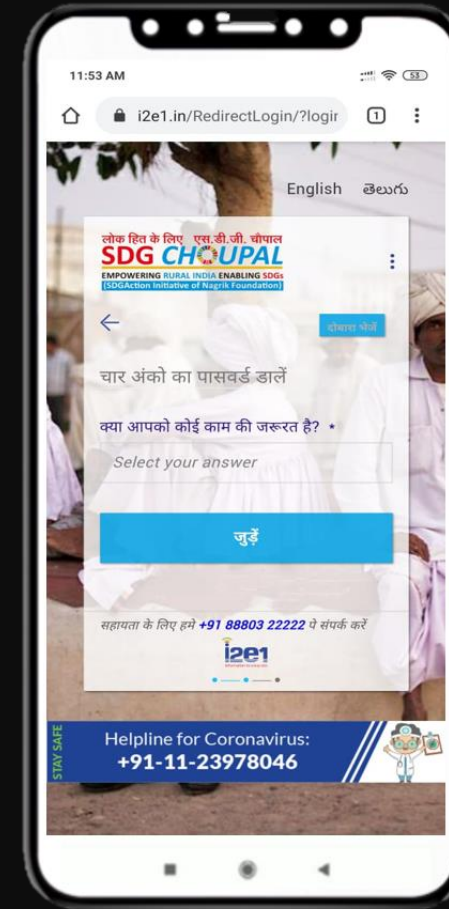 11:53 AM
53
i2e1.in/RedirectLogin/?logir
1
English తెలుగు
लोक हित के लिए एस.डी.जी. चौपाल
SDG CHOUPAL
EMPOWERING RURAL INDIA ENABLING SDGs
(SDGAction Initiative of Nagrik Foundation)
दोबारा भेजें
चार अंको का पासवर्ड डालें
क्या आपको कोई काम की जरूरत है? *
Select your answer
जुड़ें
सहायता के लिए हमे +91 88803 22222 पे संपर्क करें
i2e1
STAY SAFE
Helpline for Coronavirus:
+91-11-23978046